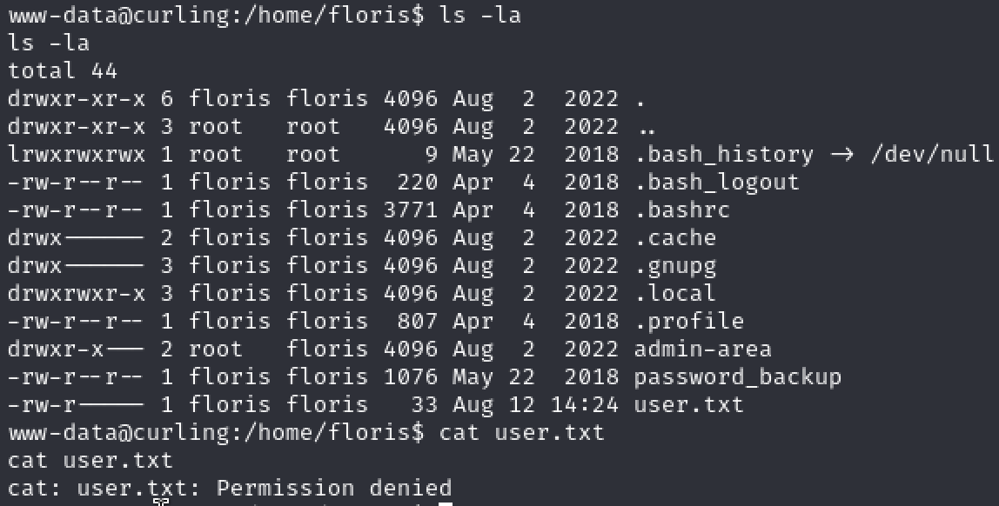 www-data@curling:/home/floris$ ls -la
ls -la
total 44
drwxr-xr-x 6 floris floris 4096 Aug  2  2022 .
drwxr-xr-x 3 root   root   4096 Aug  2  2022 ..
lrwxrwxrwx 1 root   root      9 May 22  2018 .bash_history -> /dev/null
-rw-r--r-- 1 floris floris  220 Apr  4  2018 .bash_logout
-rw-r--r-- 1 floris floris 3771 Apr  4  2018 .bashrc
drwx------ 2 floris floris 4096 Aug  2  2022 .cache
drwx------ 3 floris floris 4096 Aug  2  2022 .gnupg
drwxrwxr-x 3 floris floris 4096 Aug  2  2022 .local
-rw-r--r-- 1 floris floris  807 Apr  4  2018 .profile
drwxr-x--- 2 root   floris 4096 Aug  2  2022 admin-area
-rw-r--r-- 1 floris floris 1076 May 22  2018 password_backup
-rw-r----- 1 floris floris   33 Aug 12 14:24 user.txt
www-data@curling:/home/floris$ cat user.txt
cat user.txt
cat: user.txt: Permission denied